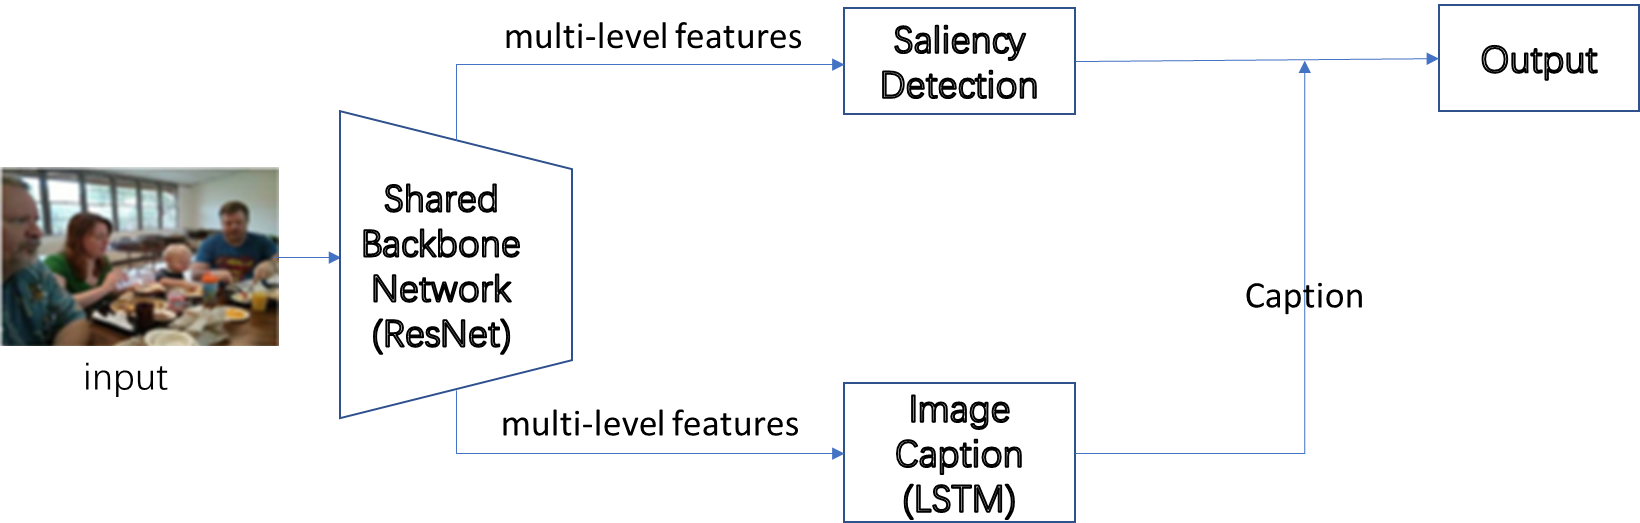 multi-level features
Saliency
Detection
Output
Shared
Backbone
Network
(ResNet)
input
Caption
multi-level features
Image
Caption
(LSTM)